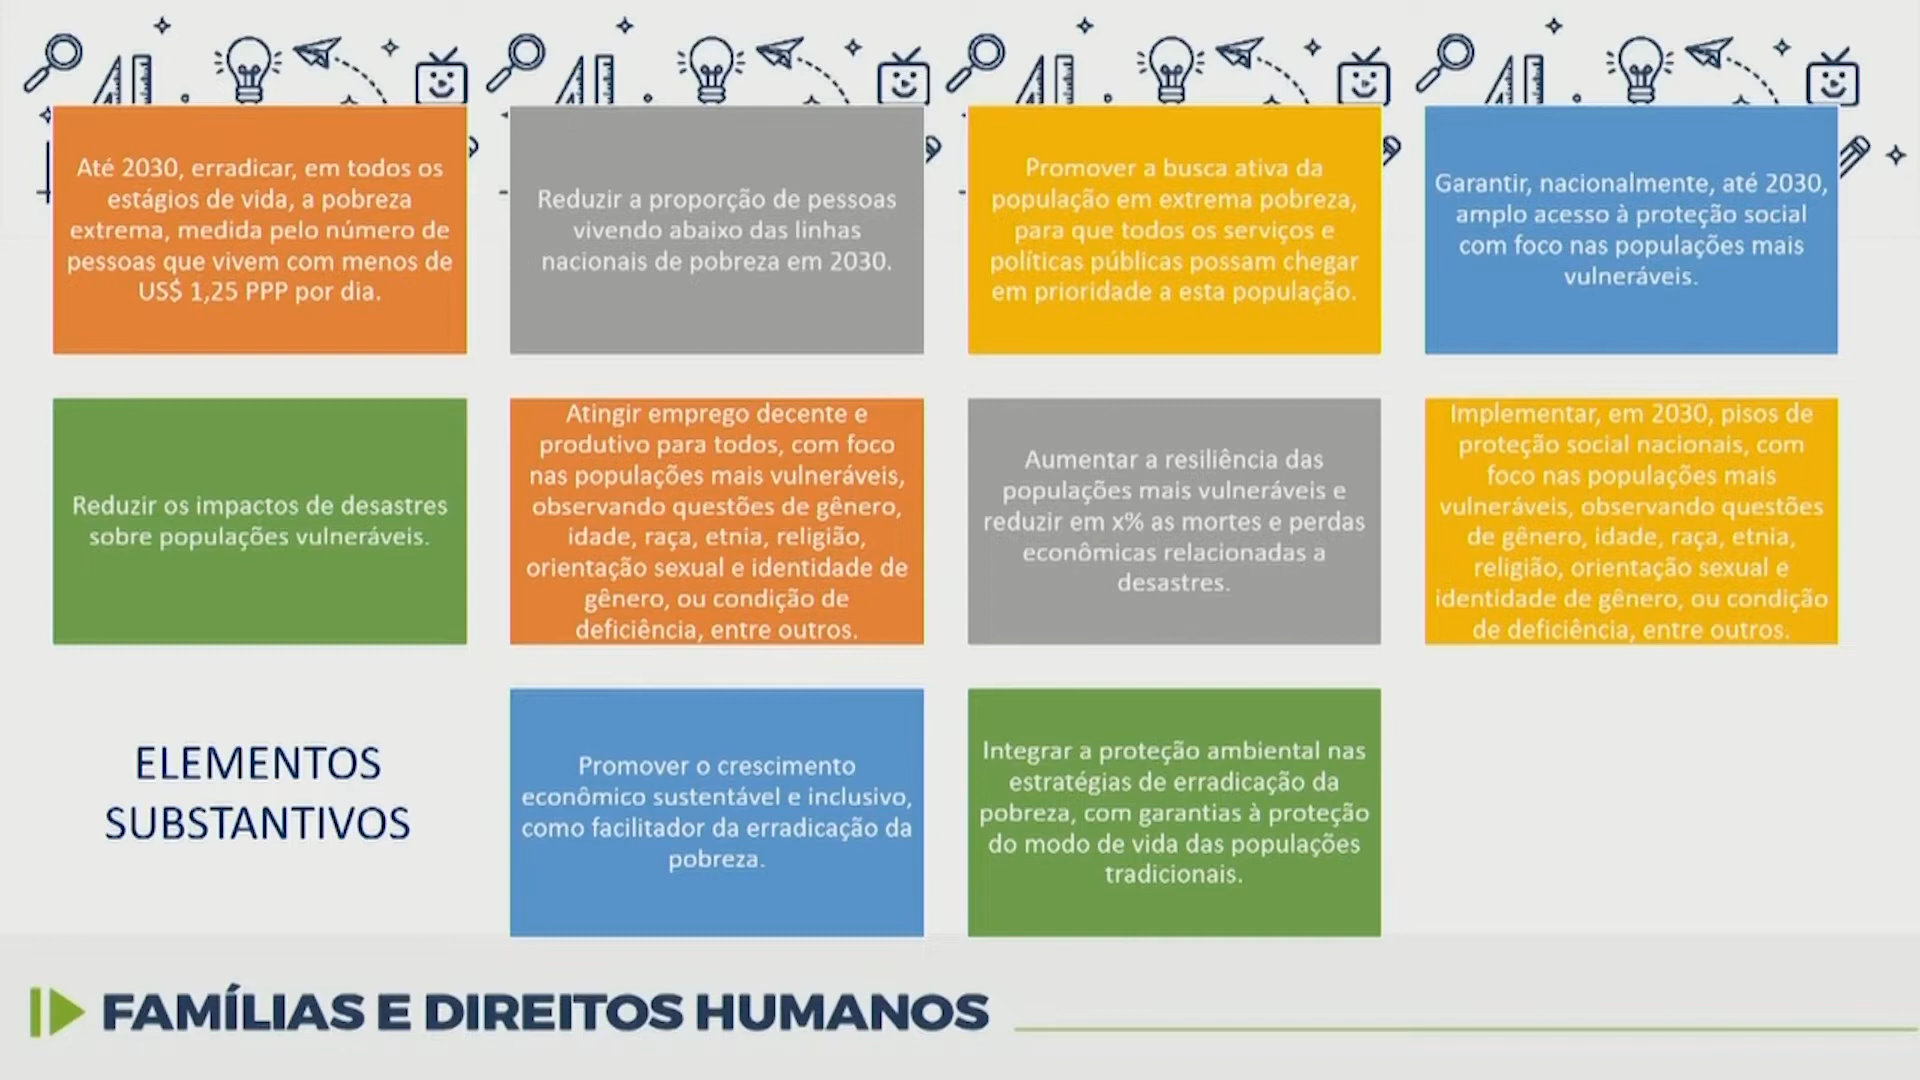 Até 2030, erradicar, em todos os
estágios de vida, a pobreza
extrema, medida pelo número de
pessoas que vivem com menos de
US$ 1,25 PPP por dia.
Reduzir a proporção de pessoas
vivendo abaixo das linhas
nacionais de pobreza em 2030.
Promover a busca ativa da
população em extrema pobreza,
para que todos os serviços e
políticas públicas possam chegar
em prioridade a esta população.
Garantir, nacionalmente, até 2030,
amplo acesso à proteção social
com foco nas populações mais
vulneráveis.
Reduzir os impactos de desastres
sobre populações vulneráveis.
Atingir emprego decente e
produtivo para todos, com foco
nas populações mais vulneráveis,
observando questões de gênero,
idade, raça, etnia, religião,
orientação sexual e identidade de
gênero, ou condição de
deficiência, entre outros.
Aumentar a resiliência das
populações mais vulneráveis e
reduzir em x% as mortes e perdas
econômicas relacionadas a
desastres.
Implementar, em 2030, pisos de
proteção social nacionais, com
foco nas populações mais
vulneráveis, observando questões
de gênero, idade, raça, etnia,
religião, orientação sexual e
identidade de gênero, ou condição
de deficiência, entre outros.
ELEMENTOS
SUBSTANTIVOS
Promover o crescimento
econômico sustentável e inclusivo,
como facilitador da erradicação da
pobreza.
Integrar a proteção ambiental nas
estratégias de erradicação da
pobreza, com garantias à proteção
do modo de vida das populações
tradicionais.
FAMÍLIAS E DIREITOS HUMANOS